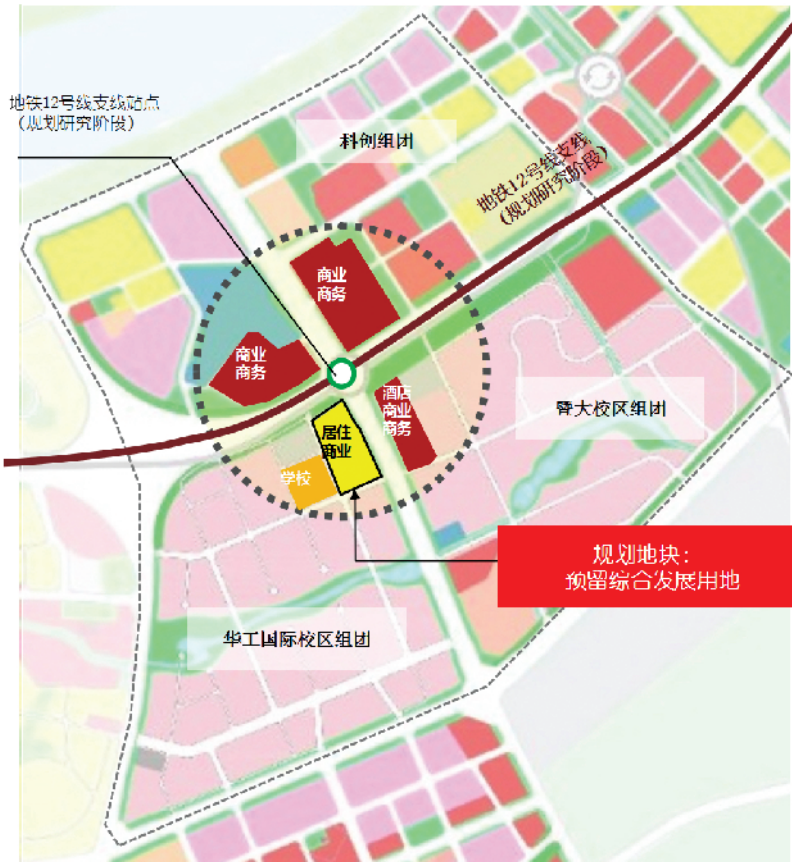 地铁12号线支线站点
（规划研究阶段）
科创组团
地铁12号线支线
（规划研究阶段）
商业
商务
商业
商务
酒店
商业
商务
居住
商业
学校
暨大校区组团
规划地块：
预留综合发展用地
华工国际校区组团